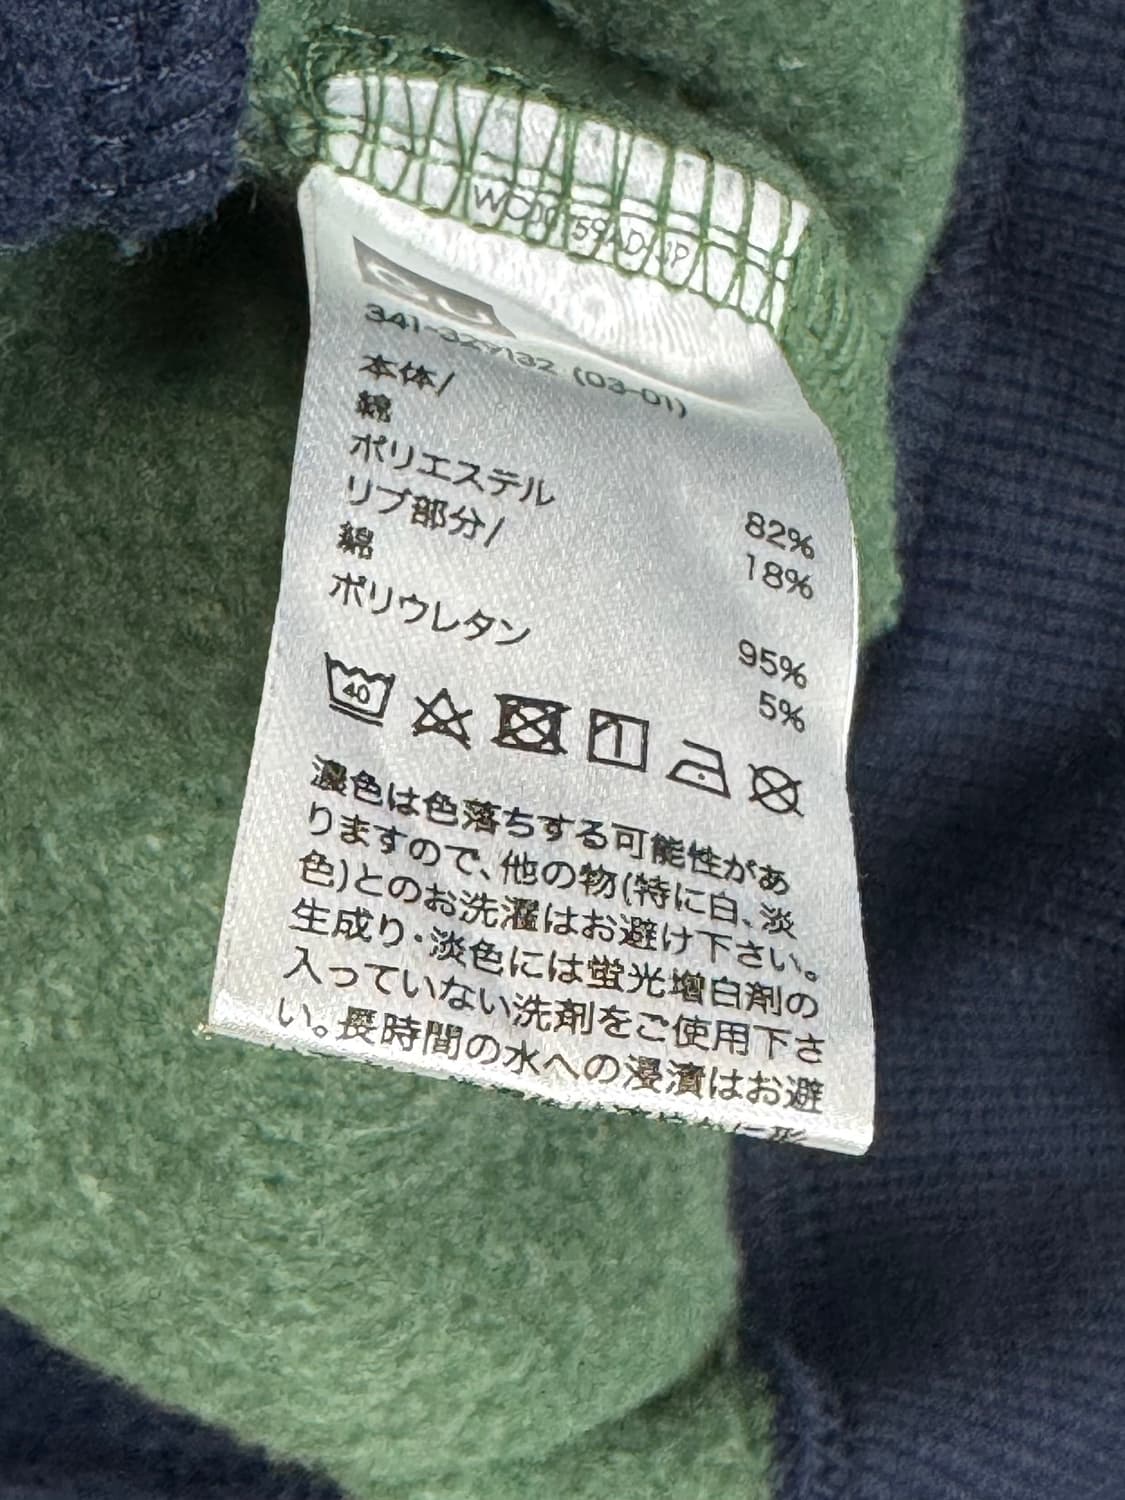 341-329132 (03-01)
本体/
綿 82%
ポリエステル 18%
リブ部分/
綿 95%
ポリウレタン 5%
40
濃色は色落ちする可能性があ
りますので、他の物(特に白、淡
色)とのお洗濯はお避け下さい。
生成り・淡色には蛍光増白剤の
入っていない洗剤をご使用下さ
い。長時間の水への浸漬はお避